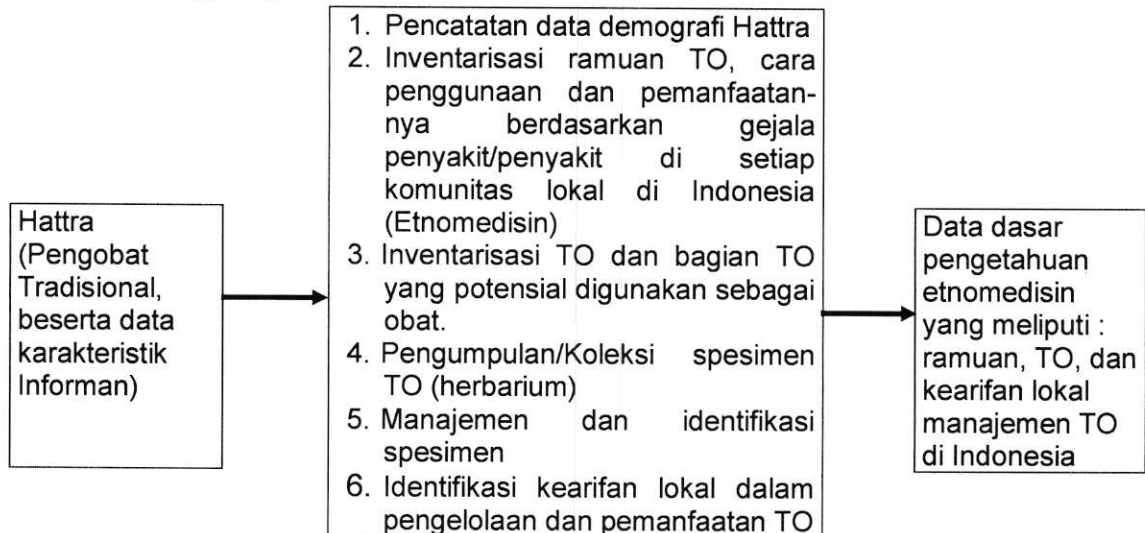 Hattra
(Pengobat
Tradisional,
beserta data
karakteristik
Informan)
1. Pencatatan data demografi Hattra
2. Inventarisasi ramuan TO, cara
penggunaan dan pemanfaatan-
nya berdasarkan gejala
penyakit/penyakit di setiap
komunitas lokal di Indonesia
(Etnomedisin)
3. Inventarisasi TO dan bagian TO
yang potensial digunakan sebagai
obat.
4. Pengumpulan/Koleksi spesimen
TO (herbarium)
5. Manajemen dan identifikasi
spesimen
6. Identifikasi kearifan lokal dalam
pengelolaan dan pemanfaatan TO
Data dasar
pengetahuan
etnomedisin
yang meliputi :
ramuan, TO, dan
kearifan lokal
manajemen TO
di Indonesia